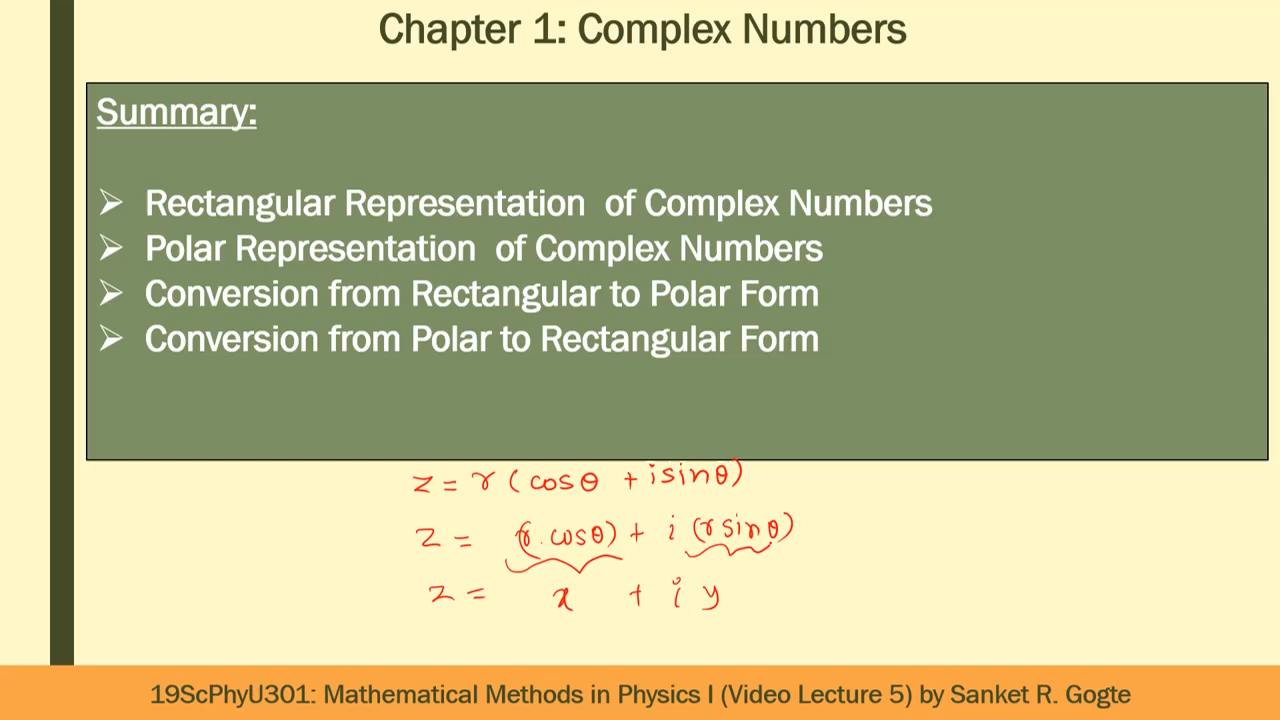 Chapter 1: Complex Numbers
Summary:
➢ Rectangular Representation of Complex Numbers
➢ Polar Representation of Complex Numbers
➢ Conversion from Rectangular to Polar Form
➢ Conversion from Polar to Rectangular Form
z = r (cosθ + isinθ)
z = (r.cosθ) + i (rsinθ)
z = x + i y
19ScPhyU301: Mathematical Methods in Physics I (Video Lecture 5) by Sanket R. Gogte